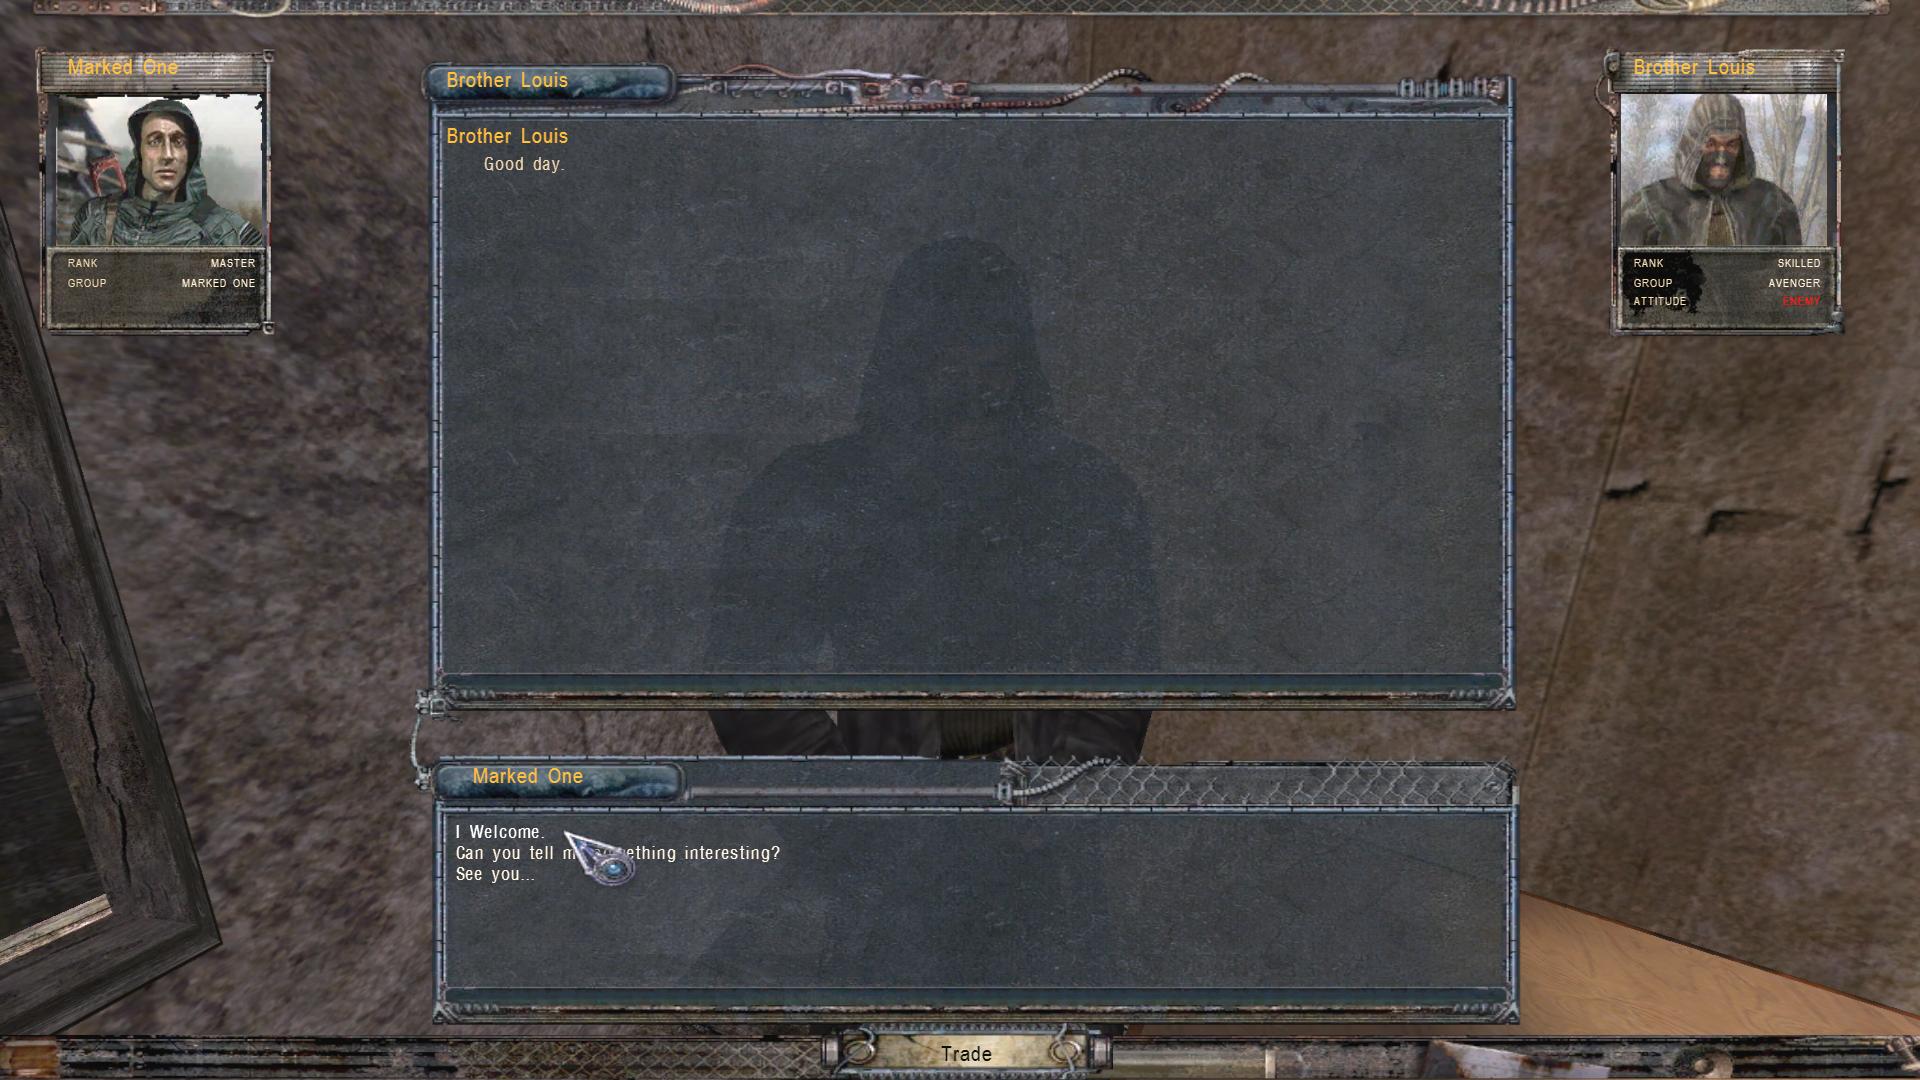 Marked One
RANK MASTER
GROUP MARKED ONE
Brother Louis
Brother Louis
Good day.
Brother Louis
RANK SKILLED
GROUP AVENGER
ATTITUDE ENEMY
Marked One
I Welcome.
Can you tell interesting?
See you...
Trade